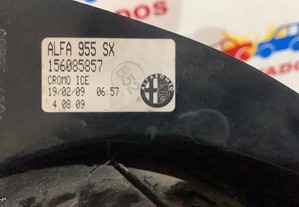 ALFA 955 SX
156085857
CROMO ICE
19/02/09 06:57
4 08 09